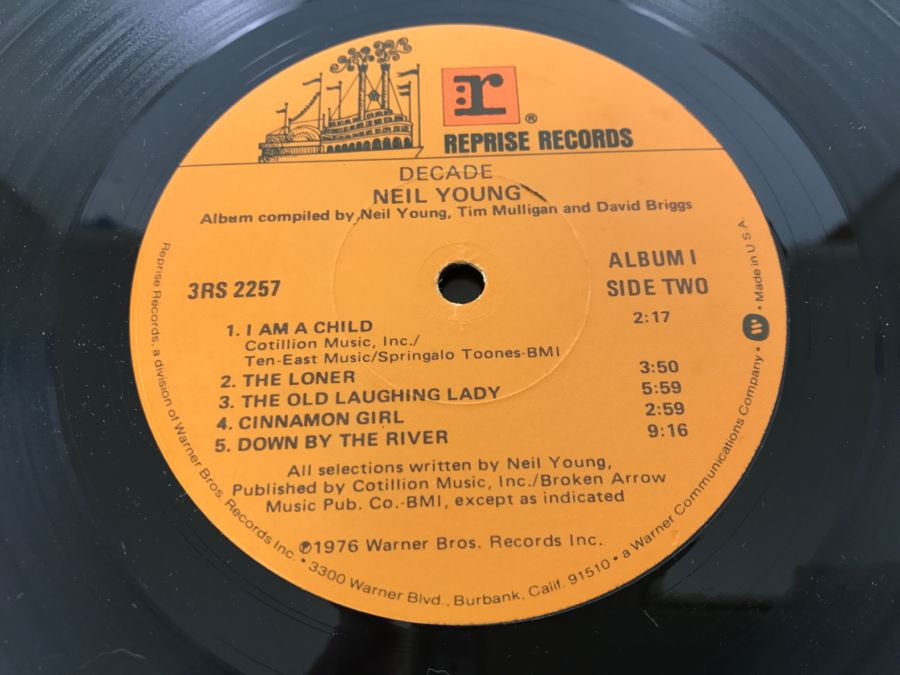 r ®
REPRISE RECORDS
DECADE
NEIL YOUNG
Album compiled by Neil Young, Tim Mulligan and David Briggs
3RS 2257
ALBUM I
SIDE TWO
1. I AM A CHILD 2:17
Cotillion Music, Inc./
Ten-East Music/Springalo Toones-BMI
2. THE LONER 3:50
3. THE OLD LAUGHING LADY 5:59
4. CINNAMON GIRL 2:59
5. DOWN BY THE RIVER 9:16
All selections written by Neil Young,
Published by Cotillion Music, Inc./Broken Arrow
Music Pub. Co.-BMI, except as indicated
℗1976 Warner Bros. Records Inc.
Reprise Records, a division of Warner Bros. Records Inc. • 3300 Warner Blvd., Burbank, Calif. 91510 • a Warner Communications Company • W • Made in U.S.A.